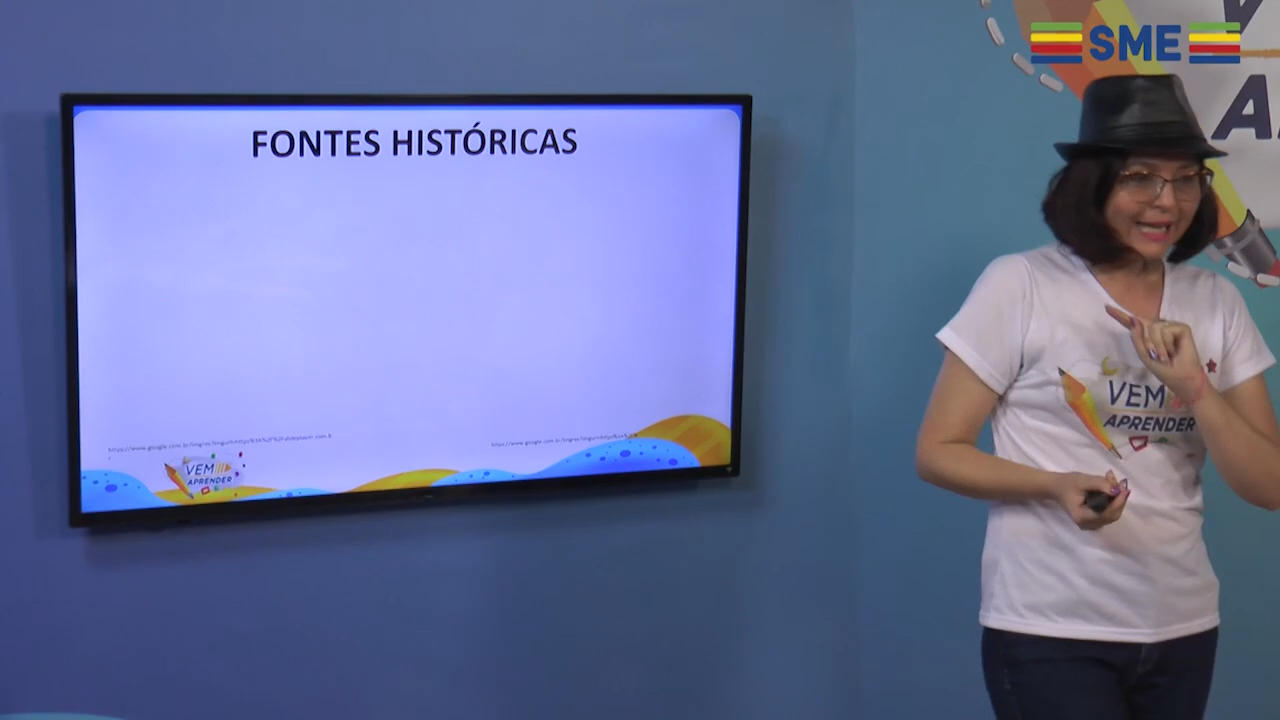 FONTES HISTÓRICAS
SME
VEM
APRENDER
VEM
APRENDER